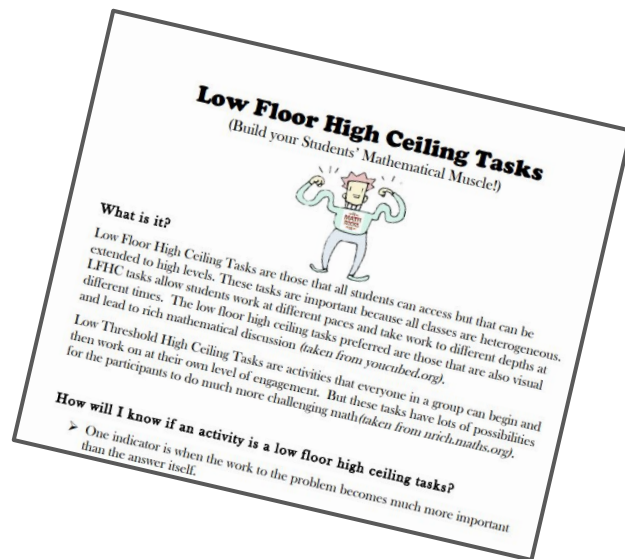 Low Floor High Ceiling Tasks
(Build your Students' Mathematical Muscle!)
MATH
What is it?
Low Floor High Ceiling Tasks are those that all students can access but that can be
extended to high levels. These tasks are important because all classes are heterogeneous.
LFHC tasks allow students work at different paces and take work to different depths at
different times. The low floor high ceiling tasks preferred are those that are also visual
and lead to rich mathematical discussion (taken from youcubed.org).
Low Threshold High Ceiling Tasks are activities that everyone in a group can begin and
then work on at their own level of engagement. But these tasks have lots of possibilities
for the participants to do much more challenging math(taken from nrich.maths.org).
How will I know if an activity is a low floor high ceiling tasks?
➤ One indicator is when the work to the problem becomes much more important
than the answer itself.